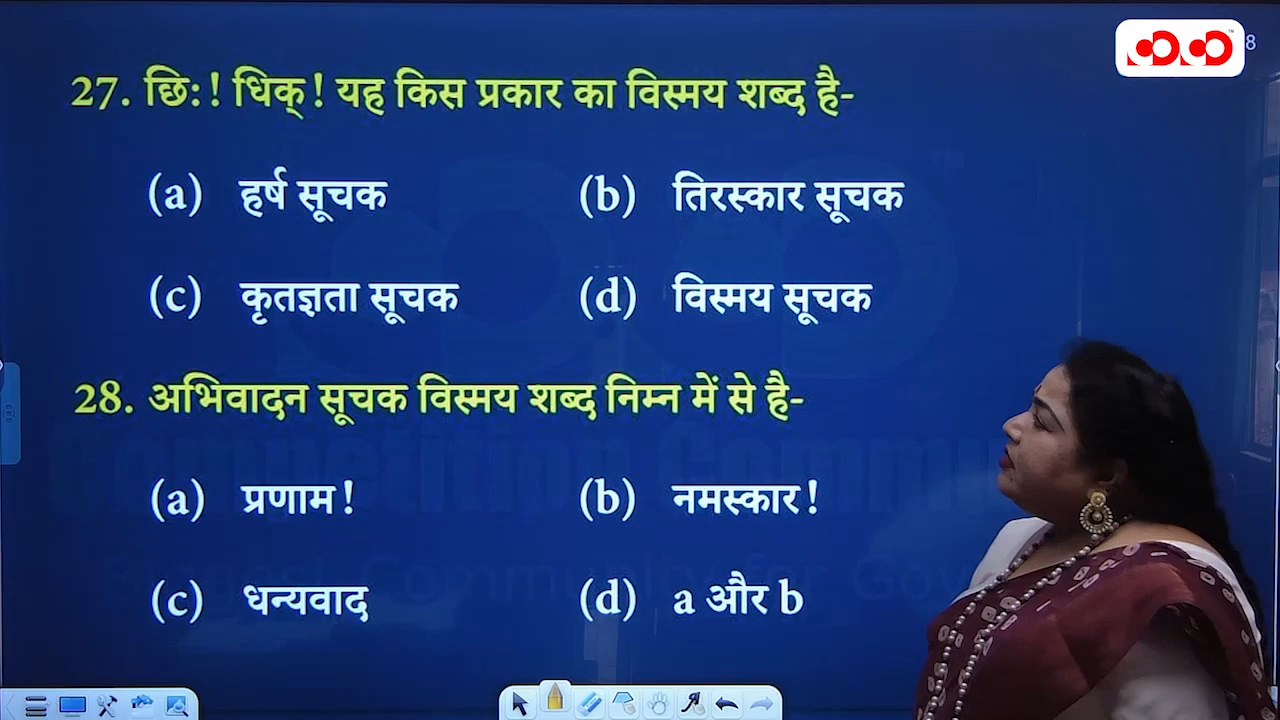 8
27. छिः! धिक्! यह किस प्रकार का विस्मय शब्द है-
(a) हर्ष सूचक (b) तिरस्कार सूचक
(c) कृतज्ञता सूचक (d) विस्मय सूचक
28. अभिवादन सूचक विस्मय शब्द निम्न में से है-
(a) प्रणाम! (b) नमस्कार!
(c) धन्यवाद (d) a और b